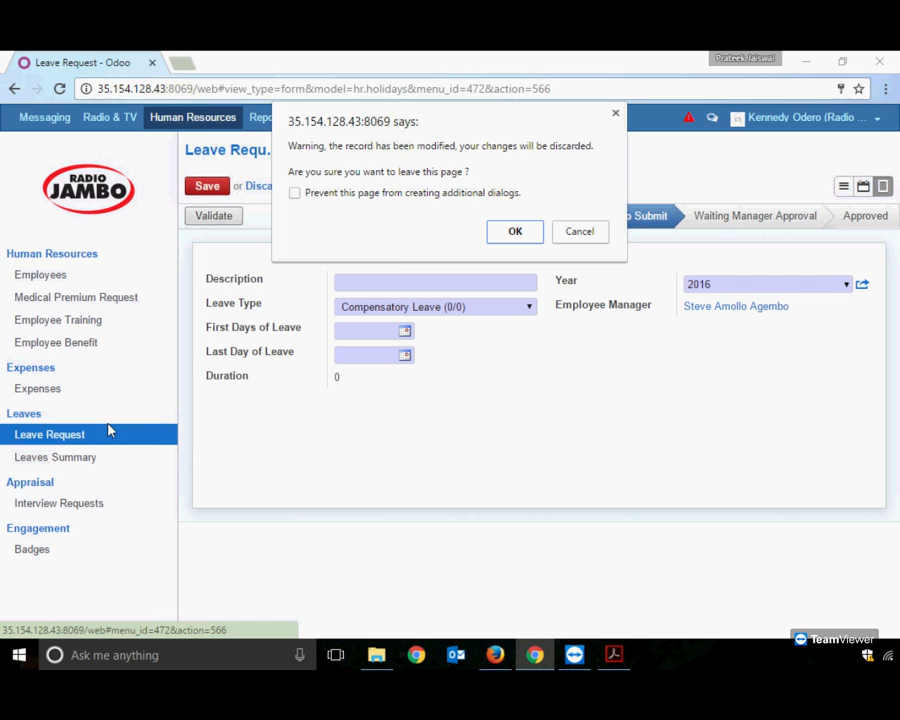 Leave Request - Odoo
Prateek Jaiswal
35.154.128.43:8069/web#view_type=form&model=hr.holidays&menu_id=472&action=566
Messaging
Radio & TV
Human Resources
Repo
Kennedy Odero (Radio ...
35.154.128.43:8069 says:
Warning, the record has been modified, your changes will be discarded.
Are you sure you want to leave this page ?
Prevent this page from creating additional dialogs.
OK
Cancel
RADIO
JAMBO
Leave Requ..
Save or Disca
Validate
Submit
Waiting Manager Approval
Approved
Human Resources
Employees
Medical Premium Request
Employee Training
Employee Benefit
Expenses
Expenses
Leaves
Leave Request
Leaves Summary
Appraisal
Interview Requests
Engagement
Badges
Description
Leave Type
Compensatory Leave (0/0)
First Days of Leave
Last Day of Leave
Duration
0
Year
2016
Employee Manager
Steve Amollo Agembo
35.154.128.43:8069/web#menu_id=472&action=566
TeamViewer
Ask me anything